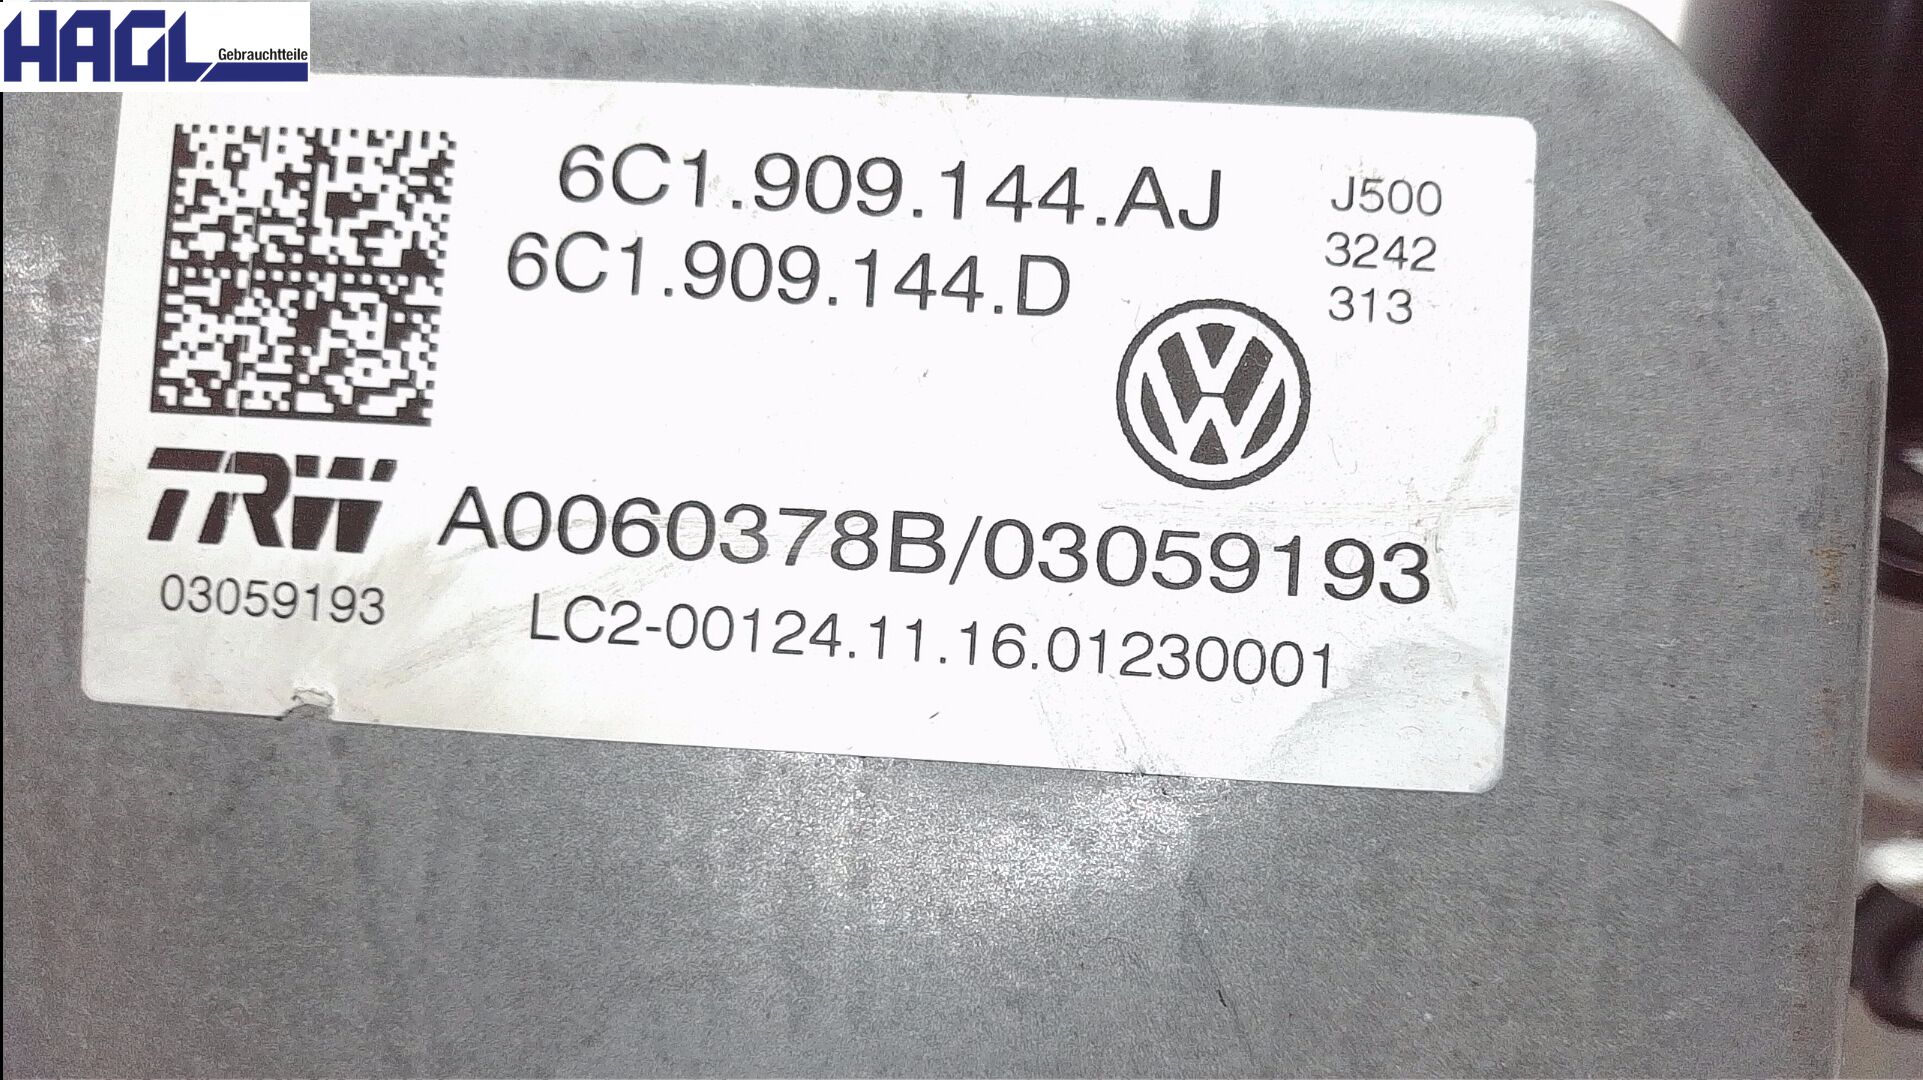 HAGL Gebrauchtteile
6C1.909.144.AJ
6C1.909.144.D
J500
3242
313
TRW
A0060378B/03059193
03059193
LC2-00124.11.16.01230001